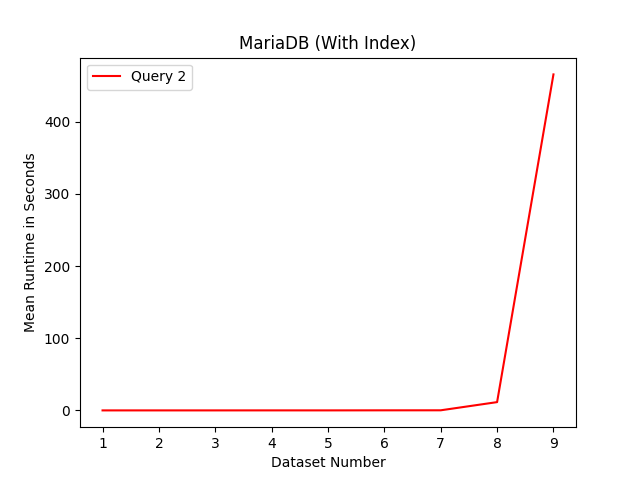 MariaDB (With Index)
Query 2
Mean Runtime in Seconds
400
300
200
100
0
1 2 3 4 5 6 7 8 9
Dataset Number